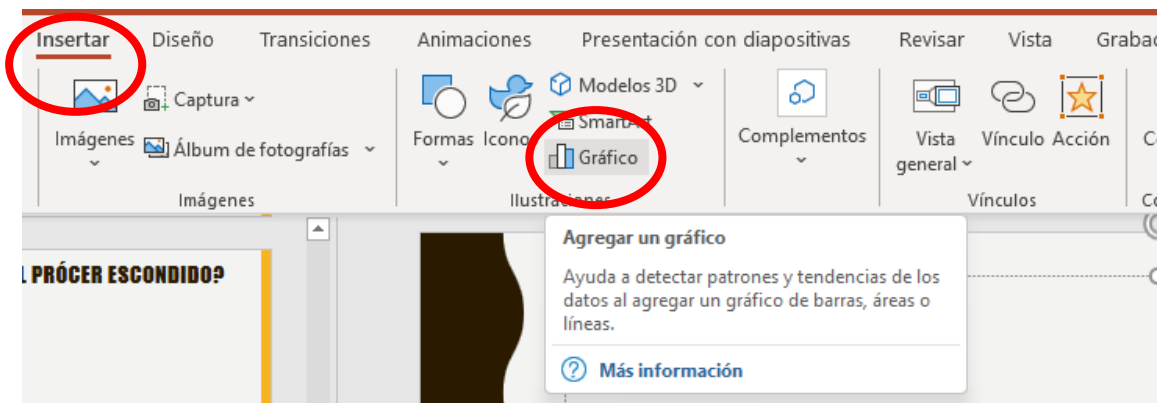 Insertar Diseño Transiciones Animaciones Presentación con diapositivas Revisar Vista
Captura
Modelos 3D
SmartArt
Imágenes Álbum de fotografías Formas Gráfico Complementos Vista general Vínculo Acción
Imágenes Ilustraciones Vínculos
PRÓCER ESCONDIDO?
Agregar un gráfico
Ayuda a detectar patrones y tendencias de los
datos al agregar un gráfico de barras, áreas o
líneas.
Más información